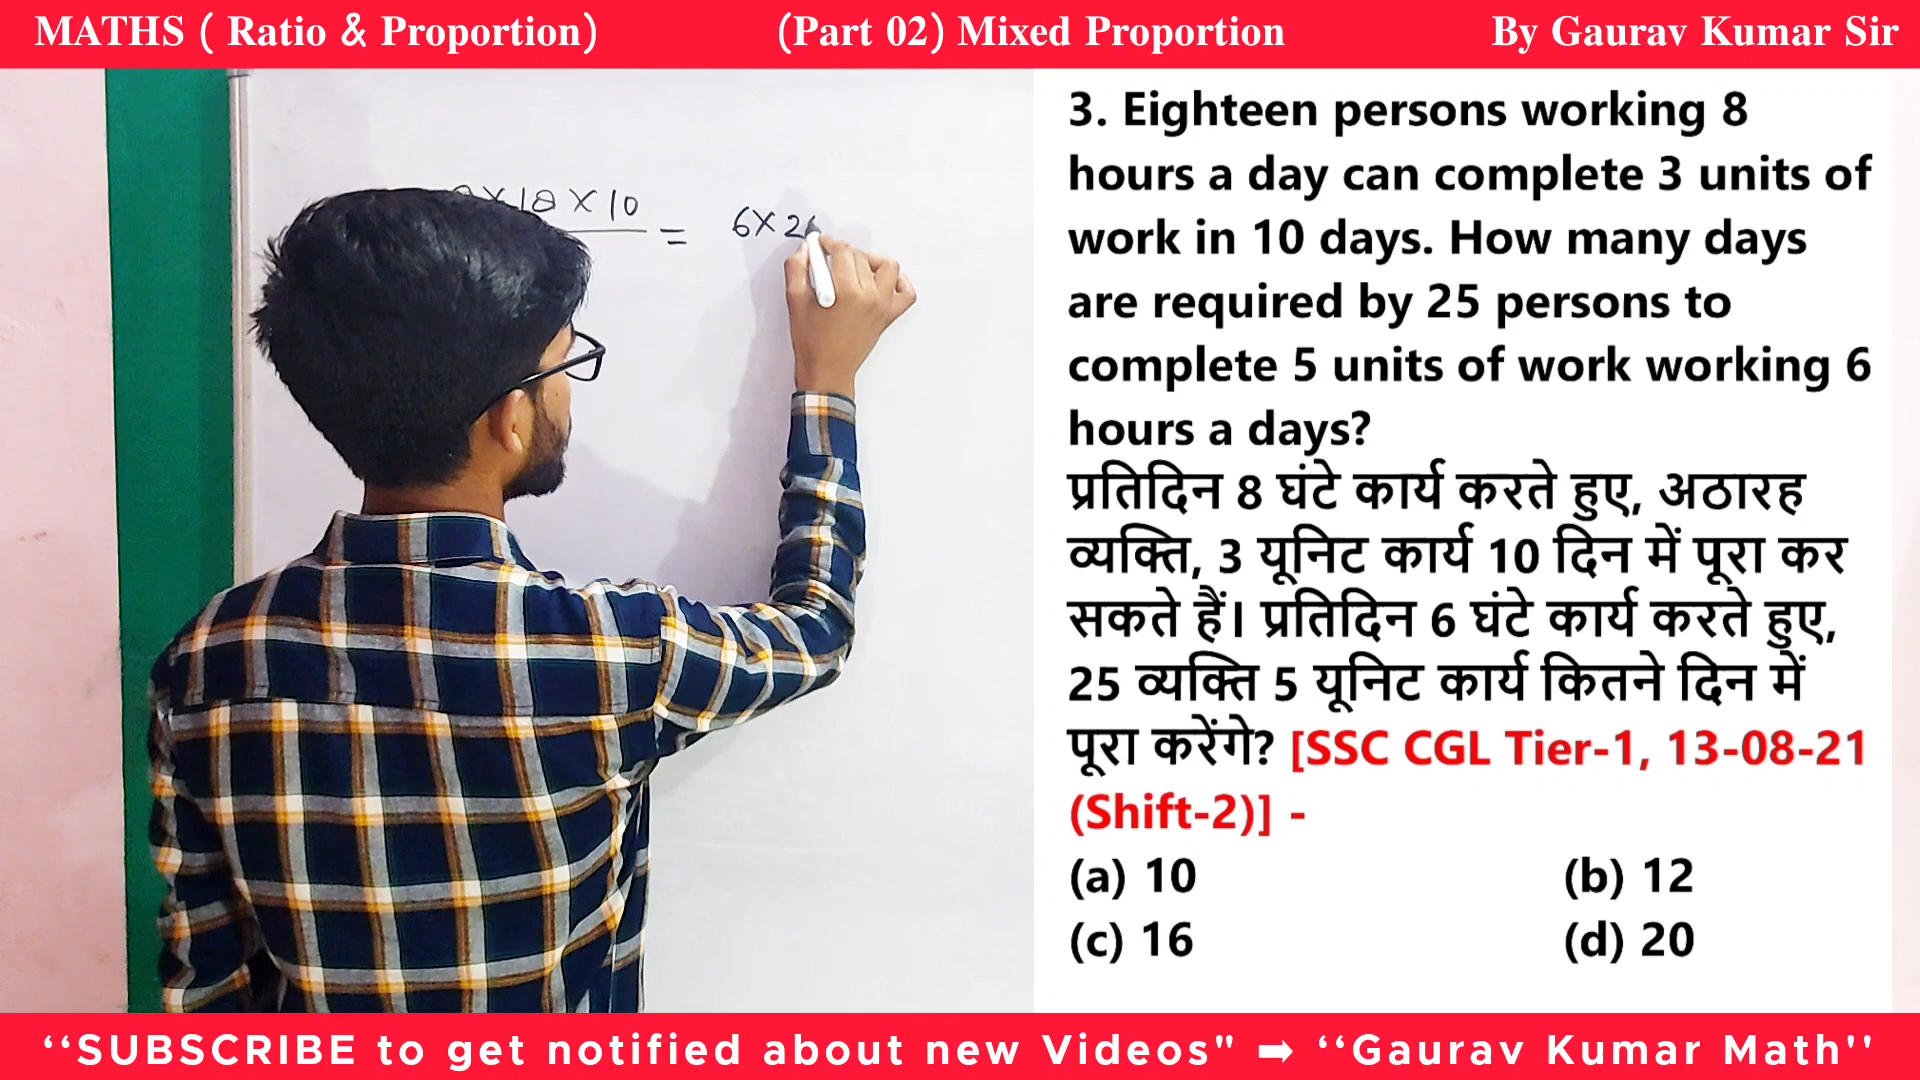 MATHS ( Ratio & Proportion) (Part 02) Mixed Proportion By Gaurav Kumar Sir
×18×10
= 6×2
3. Eighteen persons working 8
hours a day can complete 3 units of
work in 10 days. How many days
are required by 25 persons to
complete 5 units of work working 6
hours a days?
प्रतिदिन 8 घंटे कार्य करते हुए, अठारह
व्यक्ति, 3 यूनिट कार्य 10 दिन में पूरा कर
सकते हैं। प्रतिदिन 6 घंटे कार्य करते हुए,
25 व्यक्ति 5 यूनिट कार्य कितने दिन में
पूरा करेंगे? [SSC CGL Tier-1, 13-08-21
(Shift-2)] -
(a) 10 (b) 12
(c) 16 (d) 20
‘‘SUBSCRIBE to get notified about new Videos" ➡ ‘‘Gaurav Kumar Math''